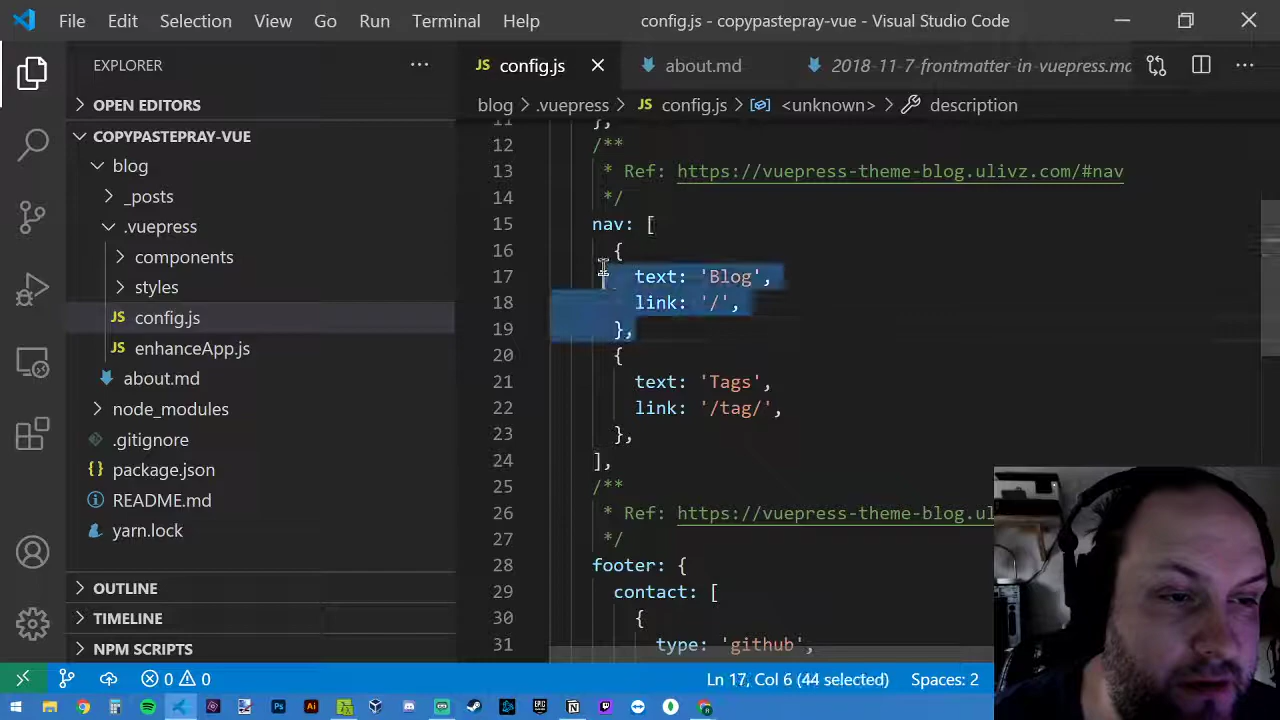 File Edit Selection View Go Run Terminal Help config.js - copypastepray-vue - Visual Studio Code
EXPLORER
OPEN EDITORS
COPYPASTEPRAY-VUE
blog
_posts
.vuepress
components
styles
JS config.js
JS enhanceApp.js
about.md
node_modules
.gitignore
{} package.json
README.md
yarn.lock
OUTLINE
TIMELINE
NPM SCRIPTS
JS config.js about.md 2018-11-7-frontmatter-in-vuepress.md
blog > .vuepress > JS config.js > <unknown> > description
11 },
12 /**
13 * Ref: https://vuepress-theme-blog.ulivz.com/#nav
14 */
15 nav: [
16 {
17 text: 'Blog',
18 link: '/',
19 },
20 {
21 text: 'Tags',
22 link: '/tag/',
23 },
24 ],
25 /**
26 * Ref: https://vuepress-theme-blog.ul
27 */
28 footer: {
29 contact: [
30 {
31 type: 'github',
0 0 Ln 17, Col 6 (44 selected) Spaces: 2